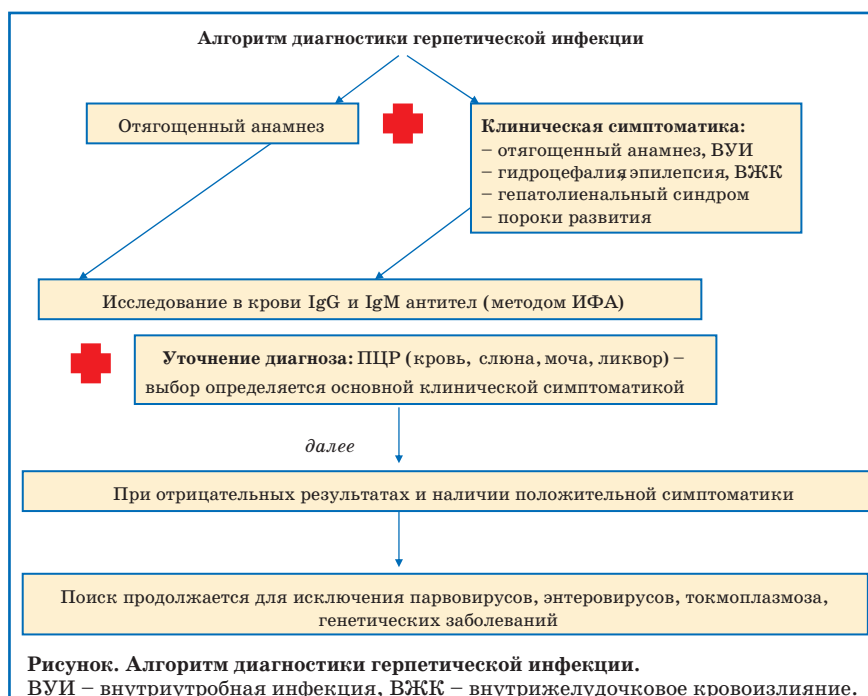 Алгоритм диагностики герпетической инфекции
Отягощенный анамнез
Клиническая симптоматика:
– отягощенный анамнез, ВУИ
– гидроцефалия, эпилепсия, ВЖК
– гепатолиенальный синдром
– пороки развития
Исследование в крови IgG и IgM антител (методом ИФА)
Уточнение диагноза: ПЦР (кровь, слюна, моча, ликвор) –
выбор определяется основной клинической симптоматикой
далее
При отрицательных результатах и наличии положительной симптоматики
Поиск продолжается для исключения парвовирусов, энтеровирусов, токмоплазмоза,
генетических заболеваний
Рисунок. Алгоритм диагностики герпетической инфекции.
ВУИ – внутриутробная инфекция, ВЖК – внутрижелудочковое кровоизлияние.